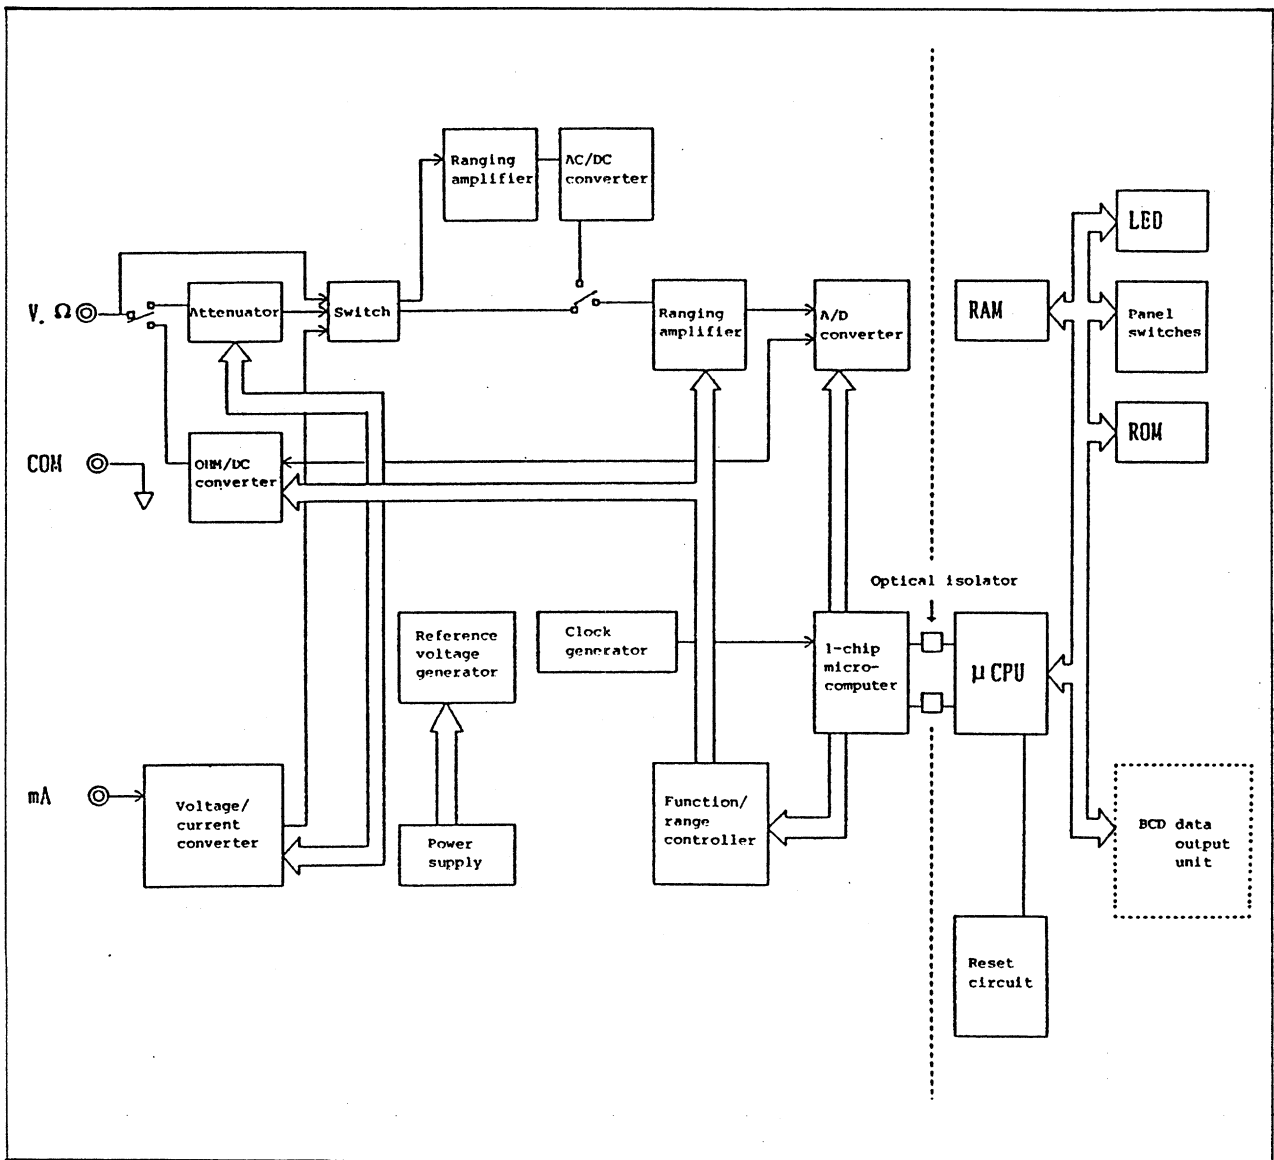 Ranging
amplifier
AC/DC
converter
LED
V. Ω
Attenuator
Switch
Ranging
amplifier
A/D
converter
RAM
Panel
switches
COM
OHM/DC
converter
ROM
Optical isolator
Reference
voltage
generator
Clock
generator
1-chip
micro-
computer
μ CPU
mA
Voltage/
current
converter
Power
supply
Function/
range
controller
BCD data
output
unit
Reset
circuit